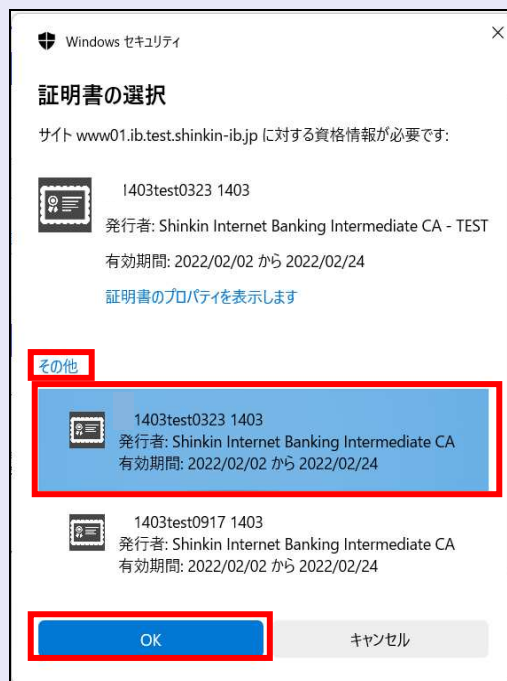 Windows セキュリティ
証明書の選択
サイト www01.ib.test.shinkin-ib.jp に対する資格情報が必要です:
1403test0323 1403
発行者: Shinkin Internet Banking Intermediate CA - TEST
有効期間: 2022/02/02 から 2022/02/24
証明書のプロパティを表示します
その他
1403test0323 1403
発行者: Shinkin Internet Banking Intermediate CA
有効期間: 2022/02/02 から 2022/02/24
1403test0917 1403
発行者: Shinkin Internet Banking Intermediate CA
有効期間: 2022/02/02 から 2022/02/24
OK キャンセル